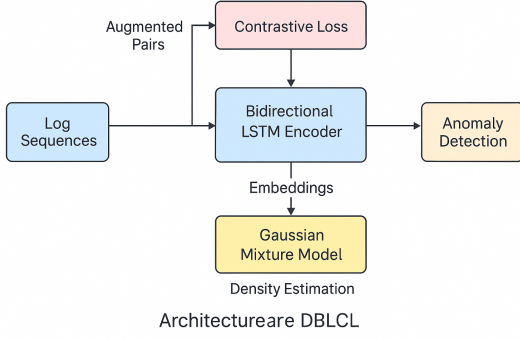 Augmented
Pairs
Contrastive Loss
Log
Sequences
Bidirectional
LSTM Encoder
Anomaly
Detection
Embeddings
Gaussian
Mixture Model
Density Estimation
Architectureare DBLCL